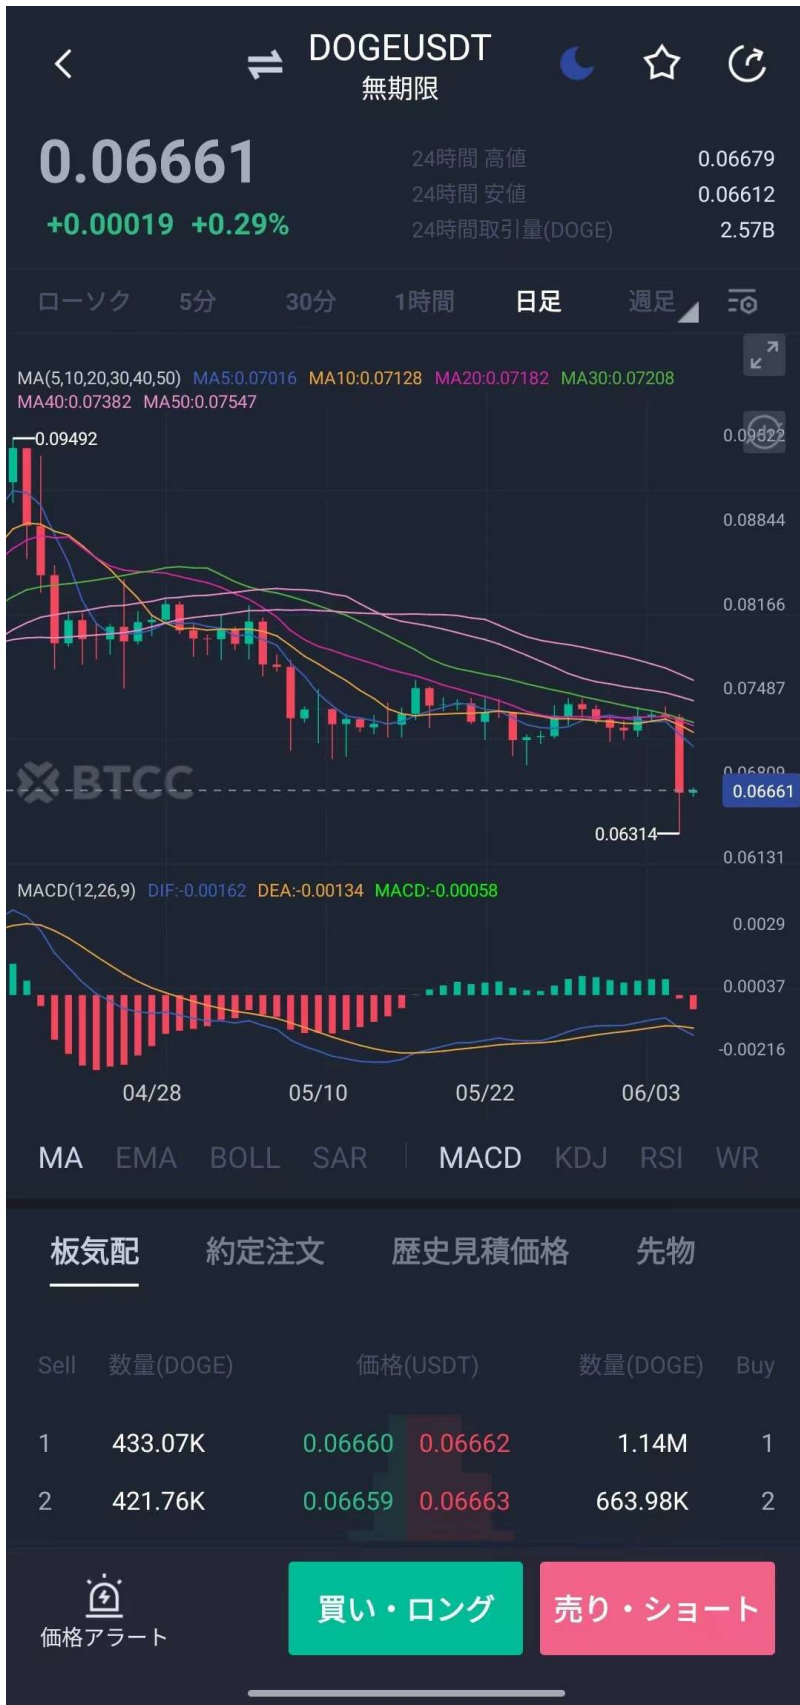 DOGEUSDT
無期限
0.06661
+0.00019 +0.29%
24時間 高値 0.06679
24時間 安値 0.06612
24時間取引量(DOGE) 2.57B
ローソク 5分 30分 1時間 日足 週足
MA(5,10,20,30,40,50) MA5:0.07016 MA10:0.07128 MA20:0.07182 MA30:0.07208
MA40:0.07382 MA50:0.07547
0.09492
0.09522
0.08844
0.08166
0.07487
BTCC
0.06809
0.06661
0.06314
0.06131
MACD(12,26,9) DIF:-0.00162 DEA:-0.00134 MACD:-0.00058
0.0029
0.00037
-0.00216
04/28 05/10 05/22 06/03
MA EMA BOLL SAR MACD KDJ RSI WR
板気配 約定注文 歴史見積価格 先物
Sell 数量(DOGE) 価格(USDT) 数量(DOGE) Buy
1 433.07K 0.06660 0.06662 1.14M 1
2 421.76K 0.06659 0.06663 663.98K 2
価格アラート
買い・ロング
売り・ショート